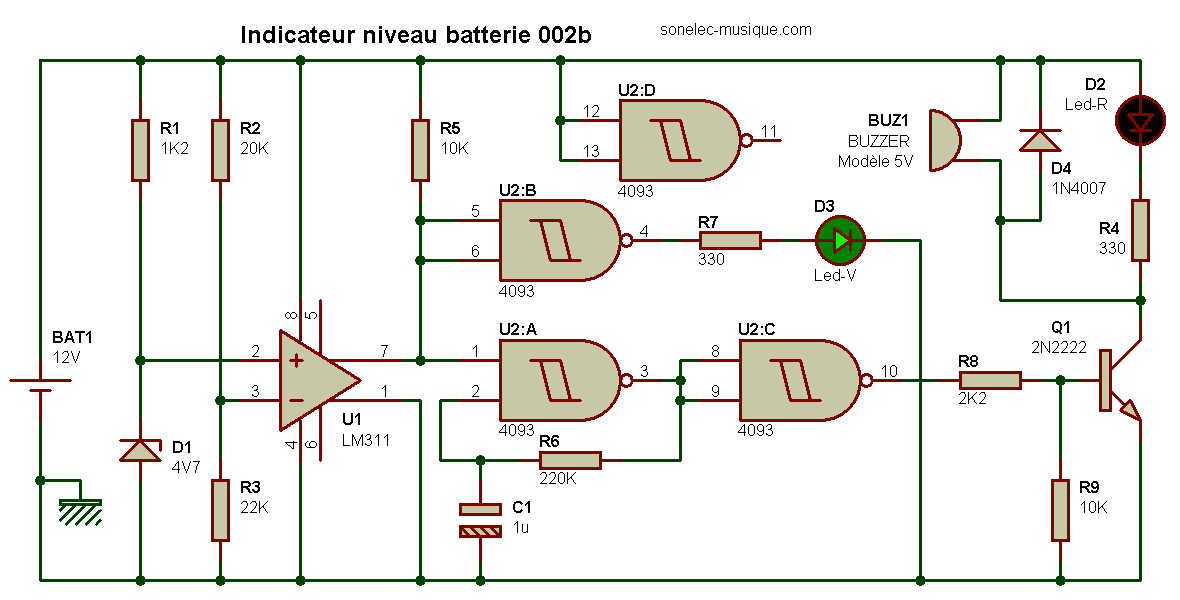 Indicateur niveau batterie 002b
sonelec-musique.com
R1
1K2
R2
20K
R5
10K
U2:D
12
13
11
4093
BUZ1
BUZZER
Modèle 5V
D4
1N4007
D2
Led-R
R4
330
U2:B
5
6
4
4093
R7
330
D3
Led-V
BAT1
12V
8
5
2
+
3
−
7
1
4
6
U1
LM311
U2:A
1
2
3
4093
U2:C
8
9
10
4093
R6
220K
C1
1u
R8
2K2
Q1
2N2222
R9
10K
D1
4V7
R3
22K